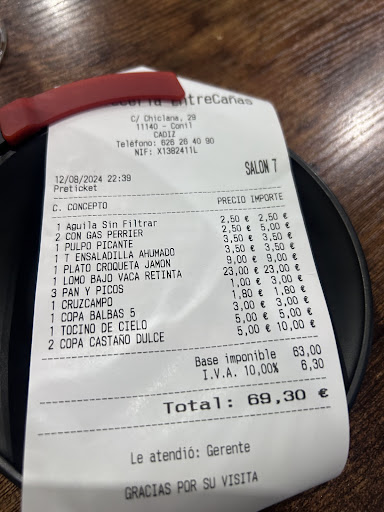 EntreCañas
C/ Chiclana, 29
11140 - Conil
CADIZ
Teléfono: 626 26 40 90
NIF: X1382411L
SALON 7
12/08/2024 22:39
Preticket
C. CONCEPTO PRECIO IMPORTE
1 Aguila Sin Filtrar 2,50 € 2,50 €
2 CON GAS PERRIER 2,50 € 5,00 €
1 PULPO PICANTE 3,50 € 3,50 €
1 T ENSALADILLA AHUMADO 3,50 € 3,50 €
1 PLATO CROQUETA JAMON 9,00 € 9,00 €
1 LOMO BAJO VACA RETINTA 23,00 € 23,00 €
3 PAN Y PICOS 1,00 € 3,00 €
1 CRUZCAMPO 1,80 € 1,80 €
1 COPA BALBAS 5 3,00 € 3,00 €
1 TOCINO DE CIELO 5,00 € 5,00 €
2 COPA CASTAÑO DULCE 5,00 € 10,00 €
Base imponible 63,00
I.V.A. 10,00% 6,30
Total: 69,30 €
Le atendió: Gerente
GRACIAS POR SU VISITA